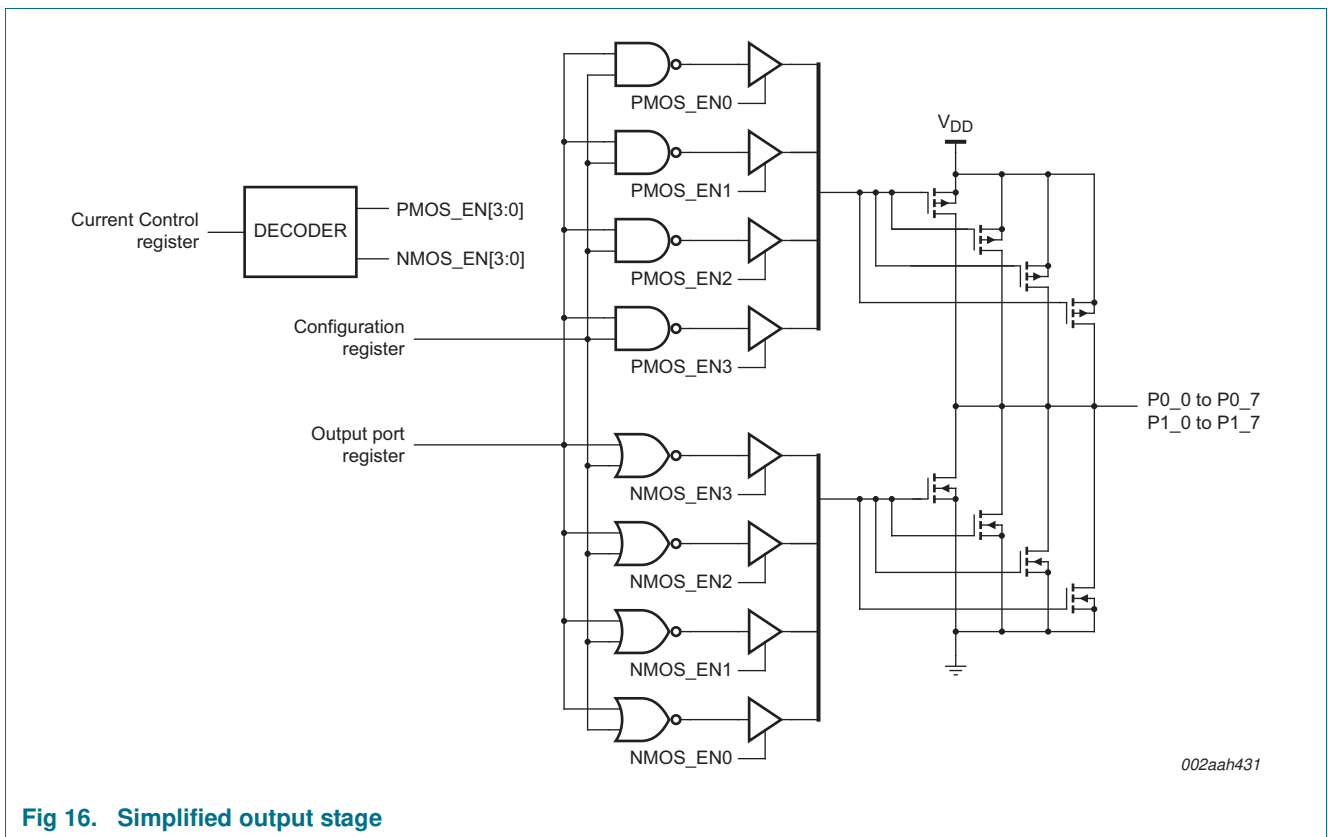 PMOS_EN0
V_DD
PMOS_EN1
PMOS_EN[3:0]
Current Control
register
DECODER
NMOS_EN[3:0]
PMOS_EN2
Configuration
register
PMOS_EN3
P0_0 to P0_7
P1_0 to P1_7
Output port
register
NMOS_EN3
NMOS_EN2
NMOS_EN1
NMOS_EN0
002aah431
Fig 16. Simplified output stage